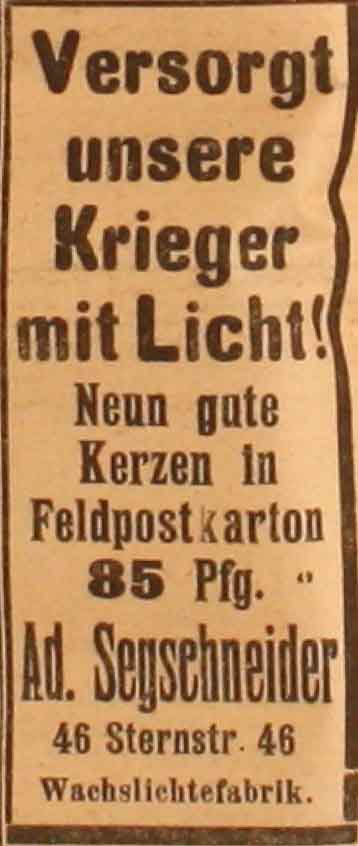 Versorgt
unsere
Krieger
mit Licht!
Neun gute
Kerzen in
Feldpostkarton
85 Pfg.
Ad. Segschneider
46 Sternstr. 46
Wachslichtefabrik.